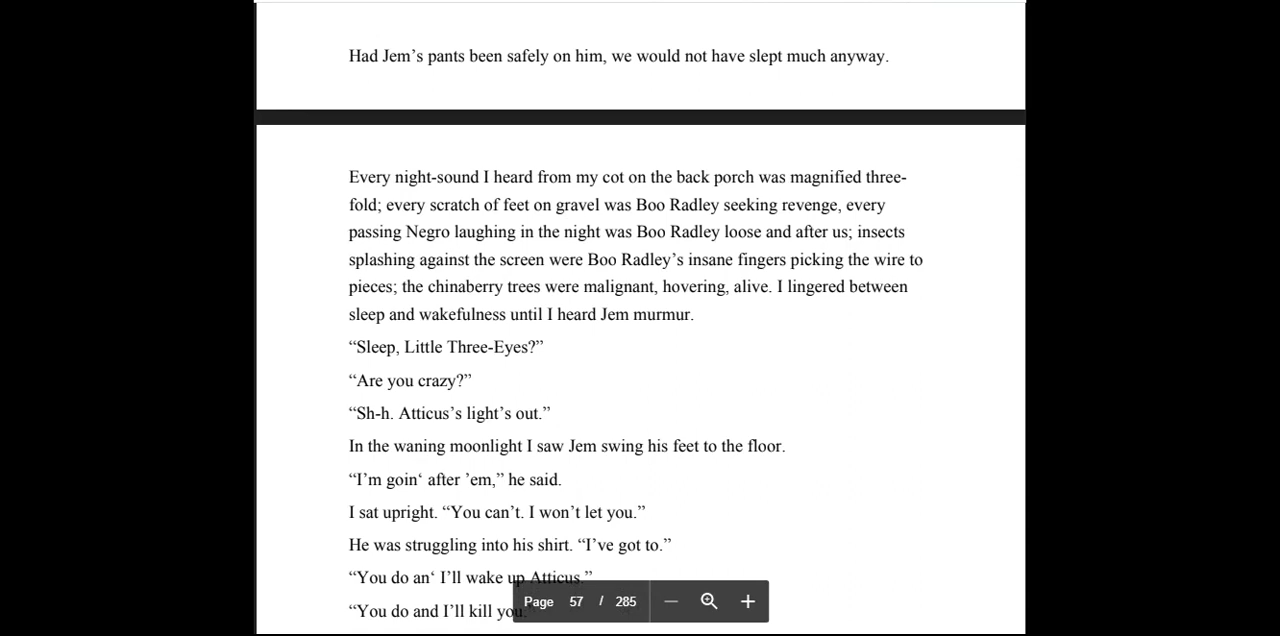 Had Jem’s pants been safely on him, we would not have slept much anyway.
Every night-sound I heard from my cot on the back porch was magnified three-
fold; every scratch of feet on gravel was Boo Radley seeking revenge, every
passing Negro laughing in the night was Boo Radley loose and after us; insects
splashing against the screen were Boo Radley’s insane fingers picking the wire to
pieces; the chinaberry trees were malignant, hovering, alive. I lingered between
sleep and wakefulness until I heard Jem murmur.
“Sleep, Little Three-Eyes?”
“Are you crazy?”
“Sh-h. Atticus’s light’s out.”
In the waning moonlight I saw Jem swing his feet to the floor.
“I’m goin‘ after ’em,” he said.
I sat upright. “You can’t. I won’t let you.”
He was struggling into his shirt. “I’ve got to.”
“You do an‘ I’ll wake up Atticus.”
“You do and I’ll kill you.”
Page 57 / 285